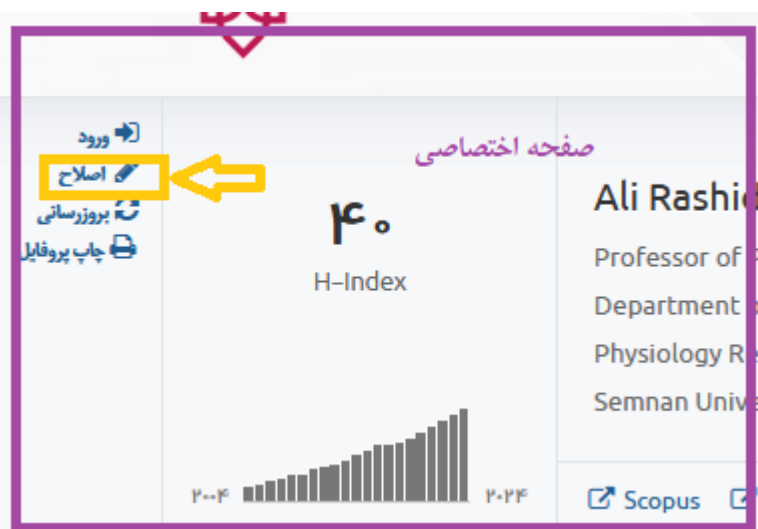 ورود
اصلاح
بروزرسانی
چاپ پروفایل
صفحه اختصاصی
۴۰
H-Index
۲۰۰۴
۲۰۲۴
Ali Rashid
Professor of
Department
Physiology
Semnan
Scopus